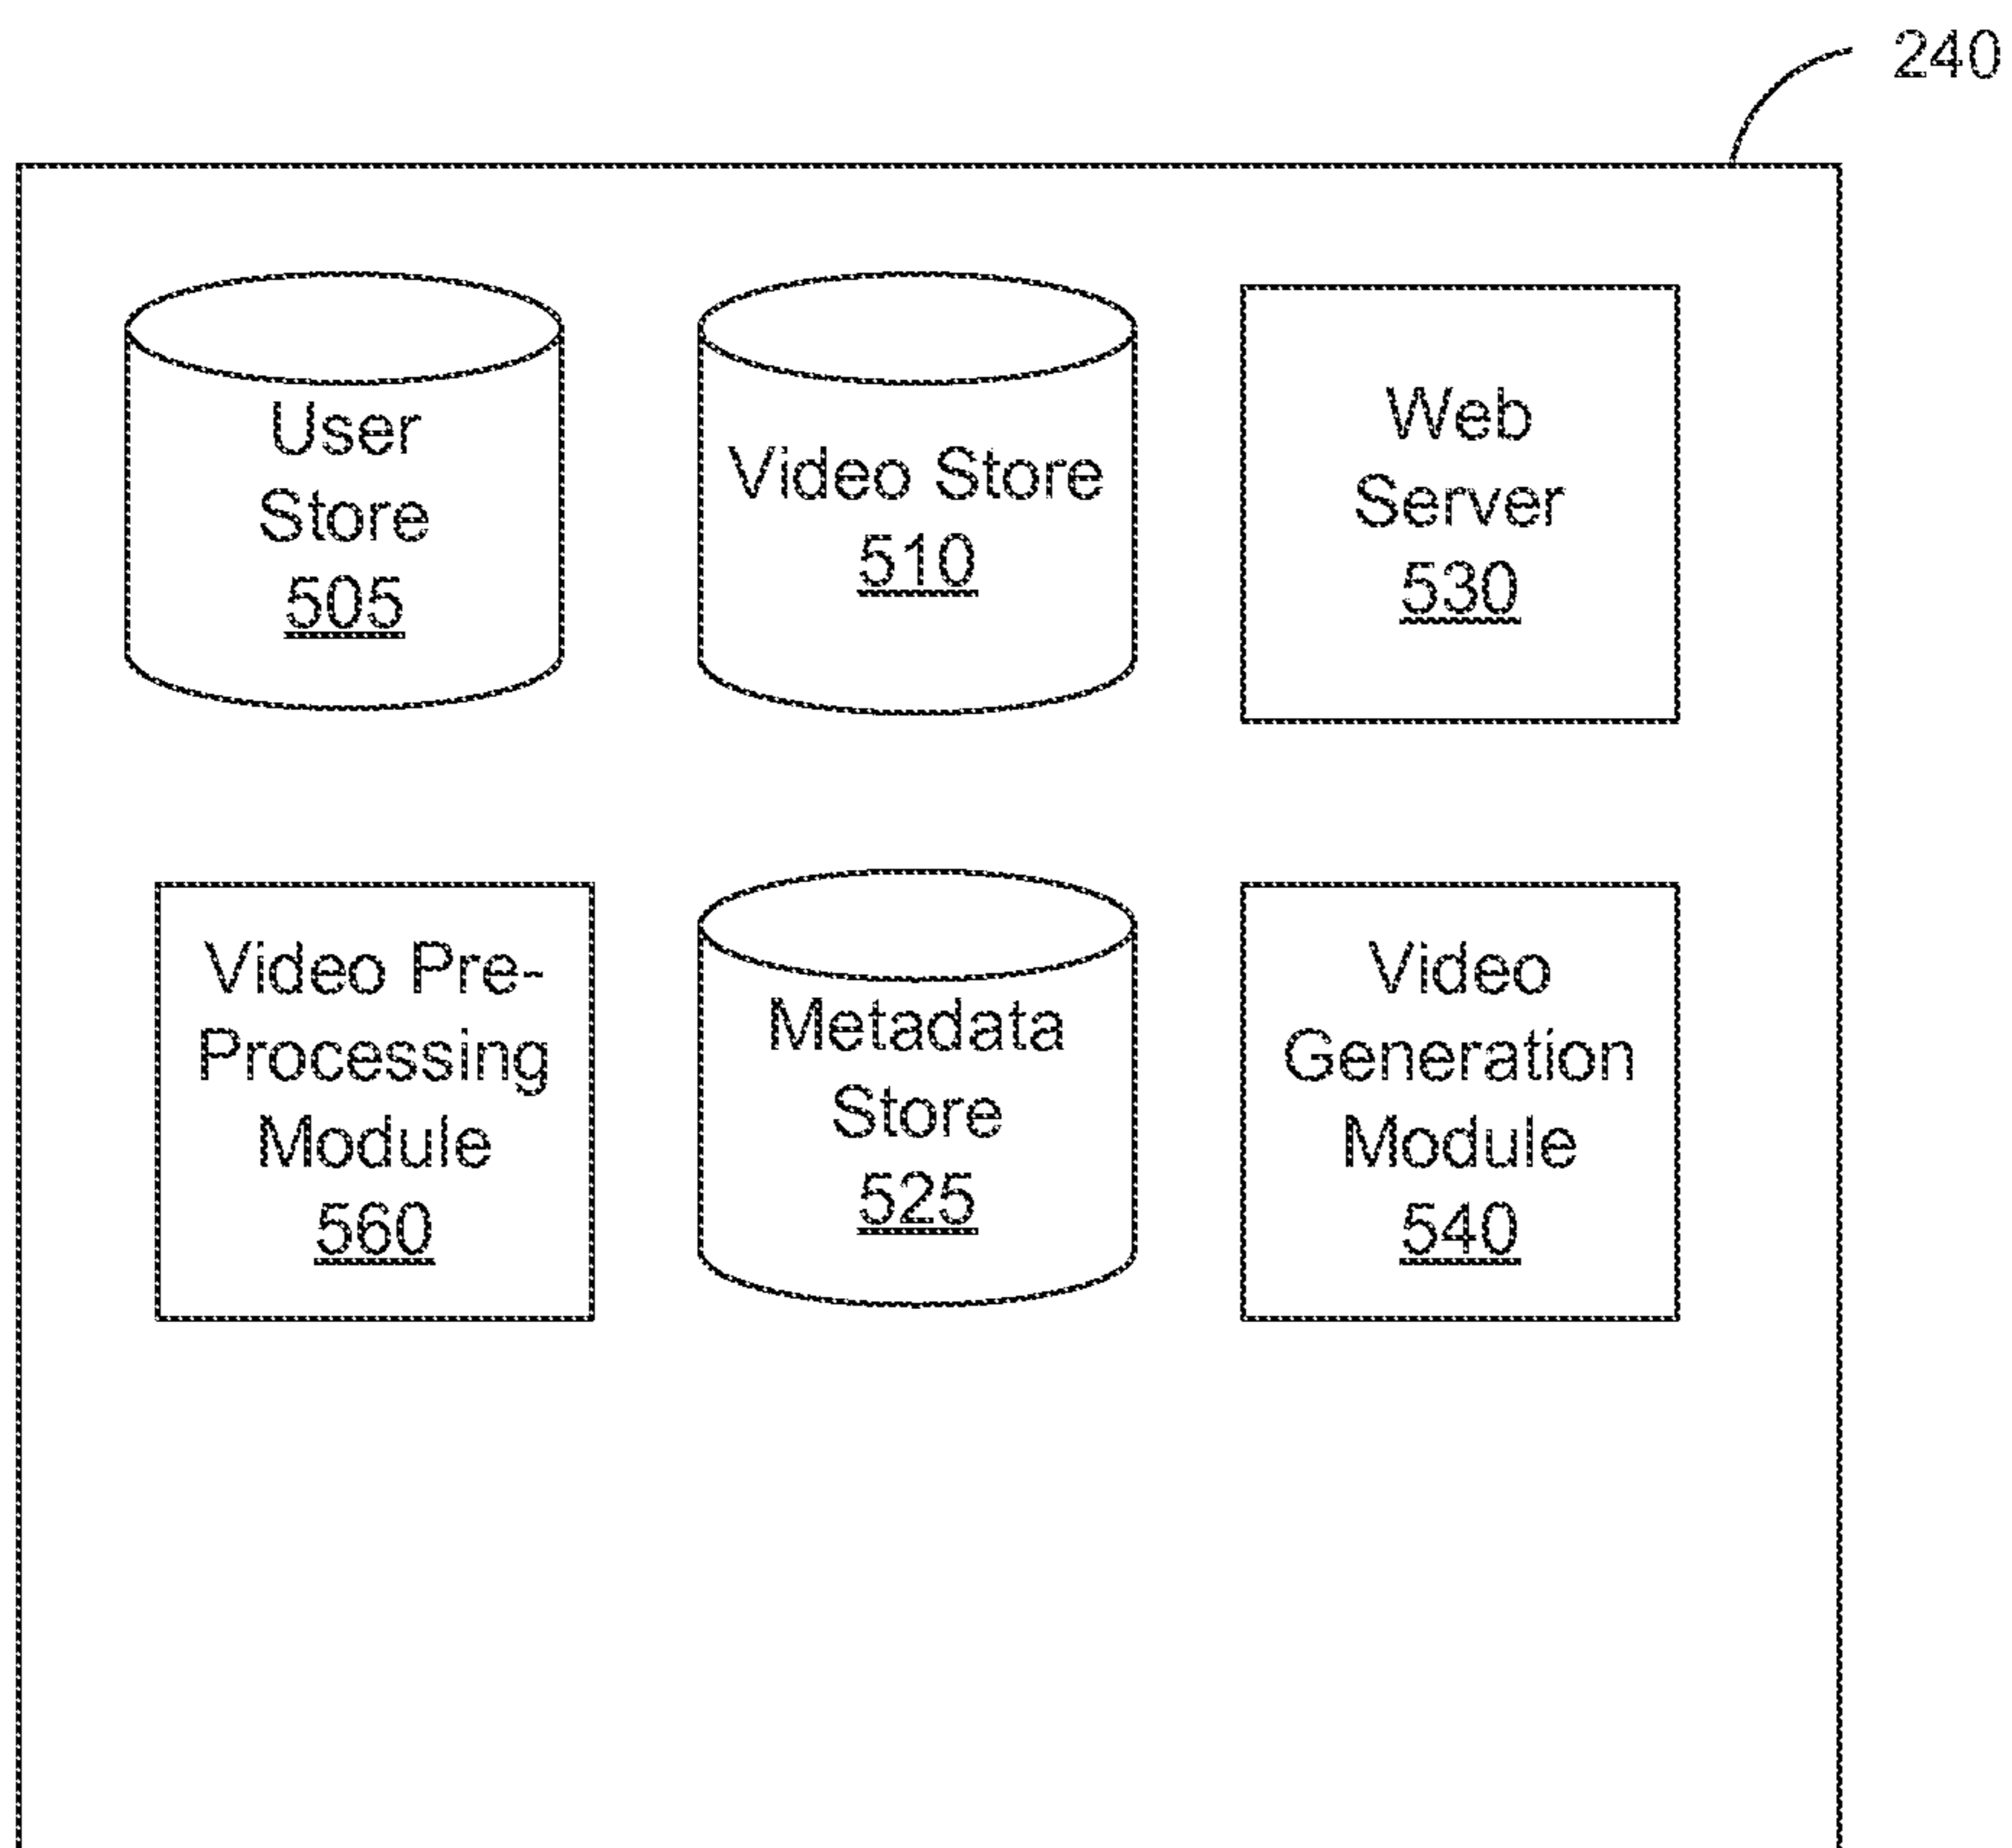 240
User
Store
505
Video Store
510
Web
Server
530
Video Pre-
Processing
Module
560
Metadata
Store
525
Video
Generation
Module
540